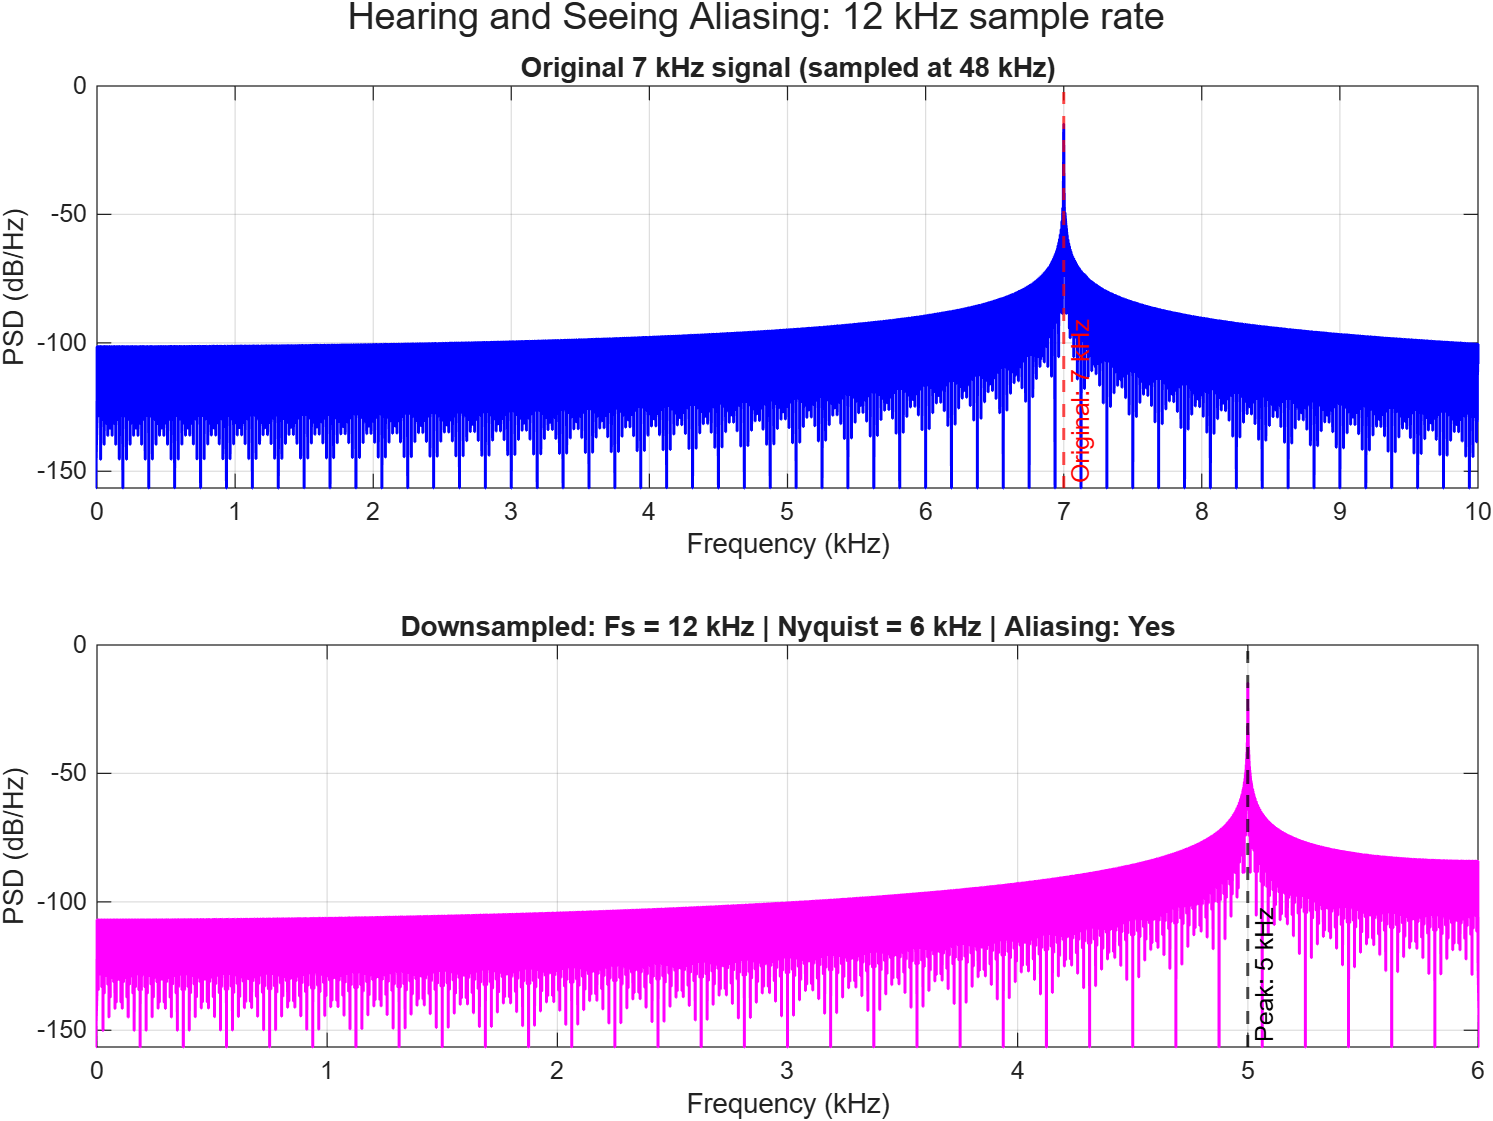 Hearing and Seeing Aliasing: 12 kHz sample rate
Original 7 kHz signal (sampled at 48 kHz)
0
-50
-100
-150
PSD (dB/Hz)
Original: 7 kHz
0 1 2 3 4 5 6 7 8 9 10
Frequency (kHz)
Downsampled: Fs = 12 kHz | Nyquist = 6 kHz | Aliasing: Yes
0
-50
-100
-150
PSD (dB/Hz)
Peak: 5 kHz
0 1 2 3 4 5 6
Frequency (kHz)